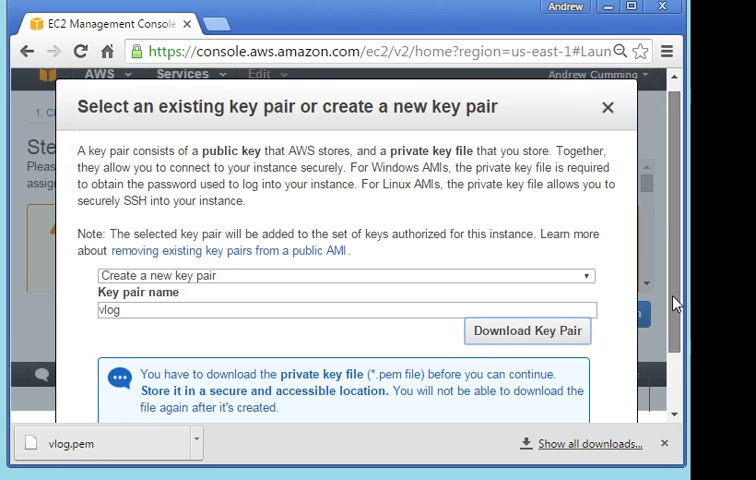 Andrew
EC2 Management Console
https://console.aws.amazon.com/ec2/v2/home?region=us-east-1#Laun
AWS Services Edit Andrew Cumming
1. C
Select an existing key pair or create a new key pair
Ste
Pleas
assig
A key pair consists of a public key that AWS stores, and a private key file that you store. Together,
they allow you to connect to your instance securely. For Windows AMIs, the private key file is required
to obtain the password used to log into your instance. For Linux AMIs, the private key file allows you to
securely SSH into your instance.
Note: The selected key pair will be added to the set of keys authorized for this instance. Learn more
about removing existing key pairs from a public AMI.
Create a new key pair
Key pair name
vlog
Download Key Pair
You have to download the private key file (*.pem file) before you can continue.
Store it in a secure and accessible location. You will not be able to download the
file again after it's created.
vlog.pem
Show all downloads...